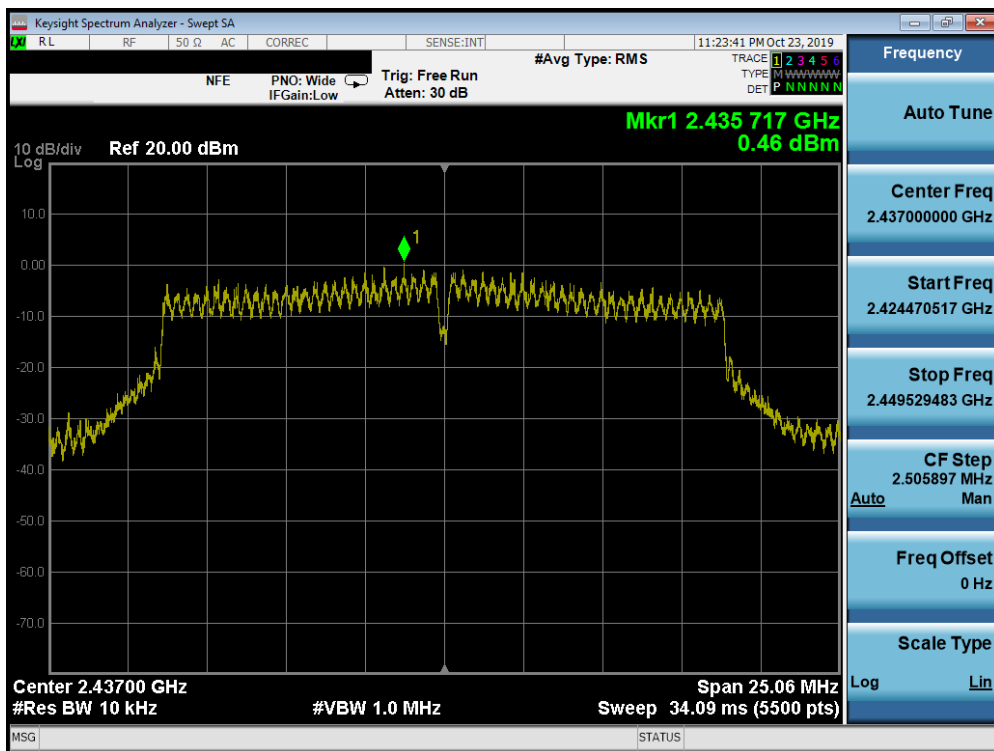 Keysight Spectrum Analyzer - Swept SA
LXI RL RF 50 Ω AC CORREC SENSE:INT 11:23:41 PM Oct 23, 2019
#Avg Type: RMS
TRACE 1 2 3 4 5 6
TYPE M WWWWW
DET P N N N N N
NFE PNO: Wide Trig: Free Run
IFGain:Low Atten: 30 dB
Mkr1 2.435 717 GHz
0.46 dBm
10 dB/div Ref 20.00 dBm
Log
10.0
0.00
-10.0
-20.0
-30.0
-40.0
-50.0
-60.0
-70.0
1
Center 2.43700 GHz Span 25.06 MHz
#Res BW 10 kHz #VBW 1.0 MHz Sweep 34.09 ms (5500 pts)
MSG STATUS
Frequency
Auto Tune
Center Freq
2.437000000 GHz
Start Freq
2.424470517 GHz
Stop Freq
2.449529483 GHz
CF Step
2.505897 MHz
Auto Man
Freq Offset
0 Hz
Scale Type
Log Lin